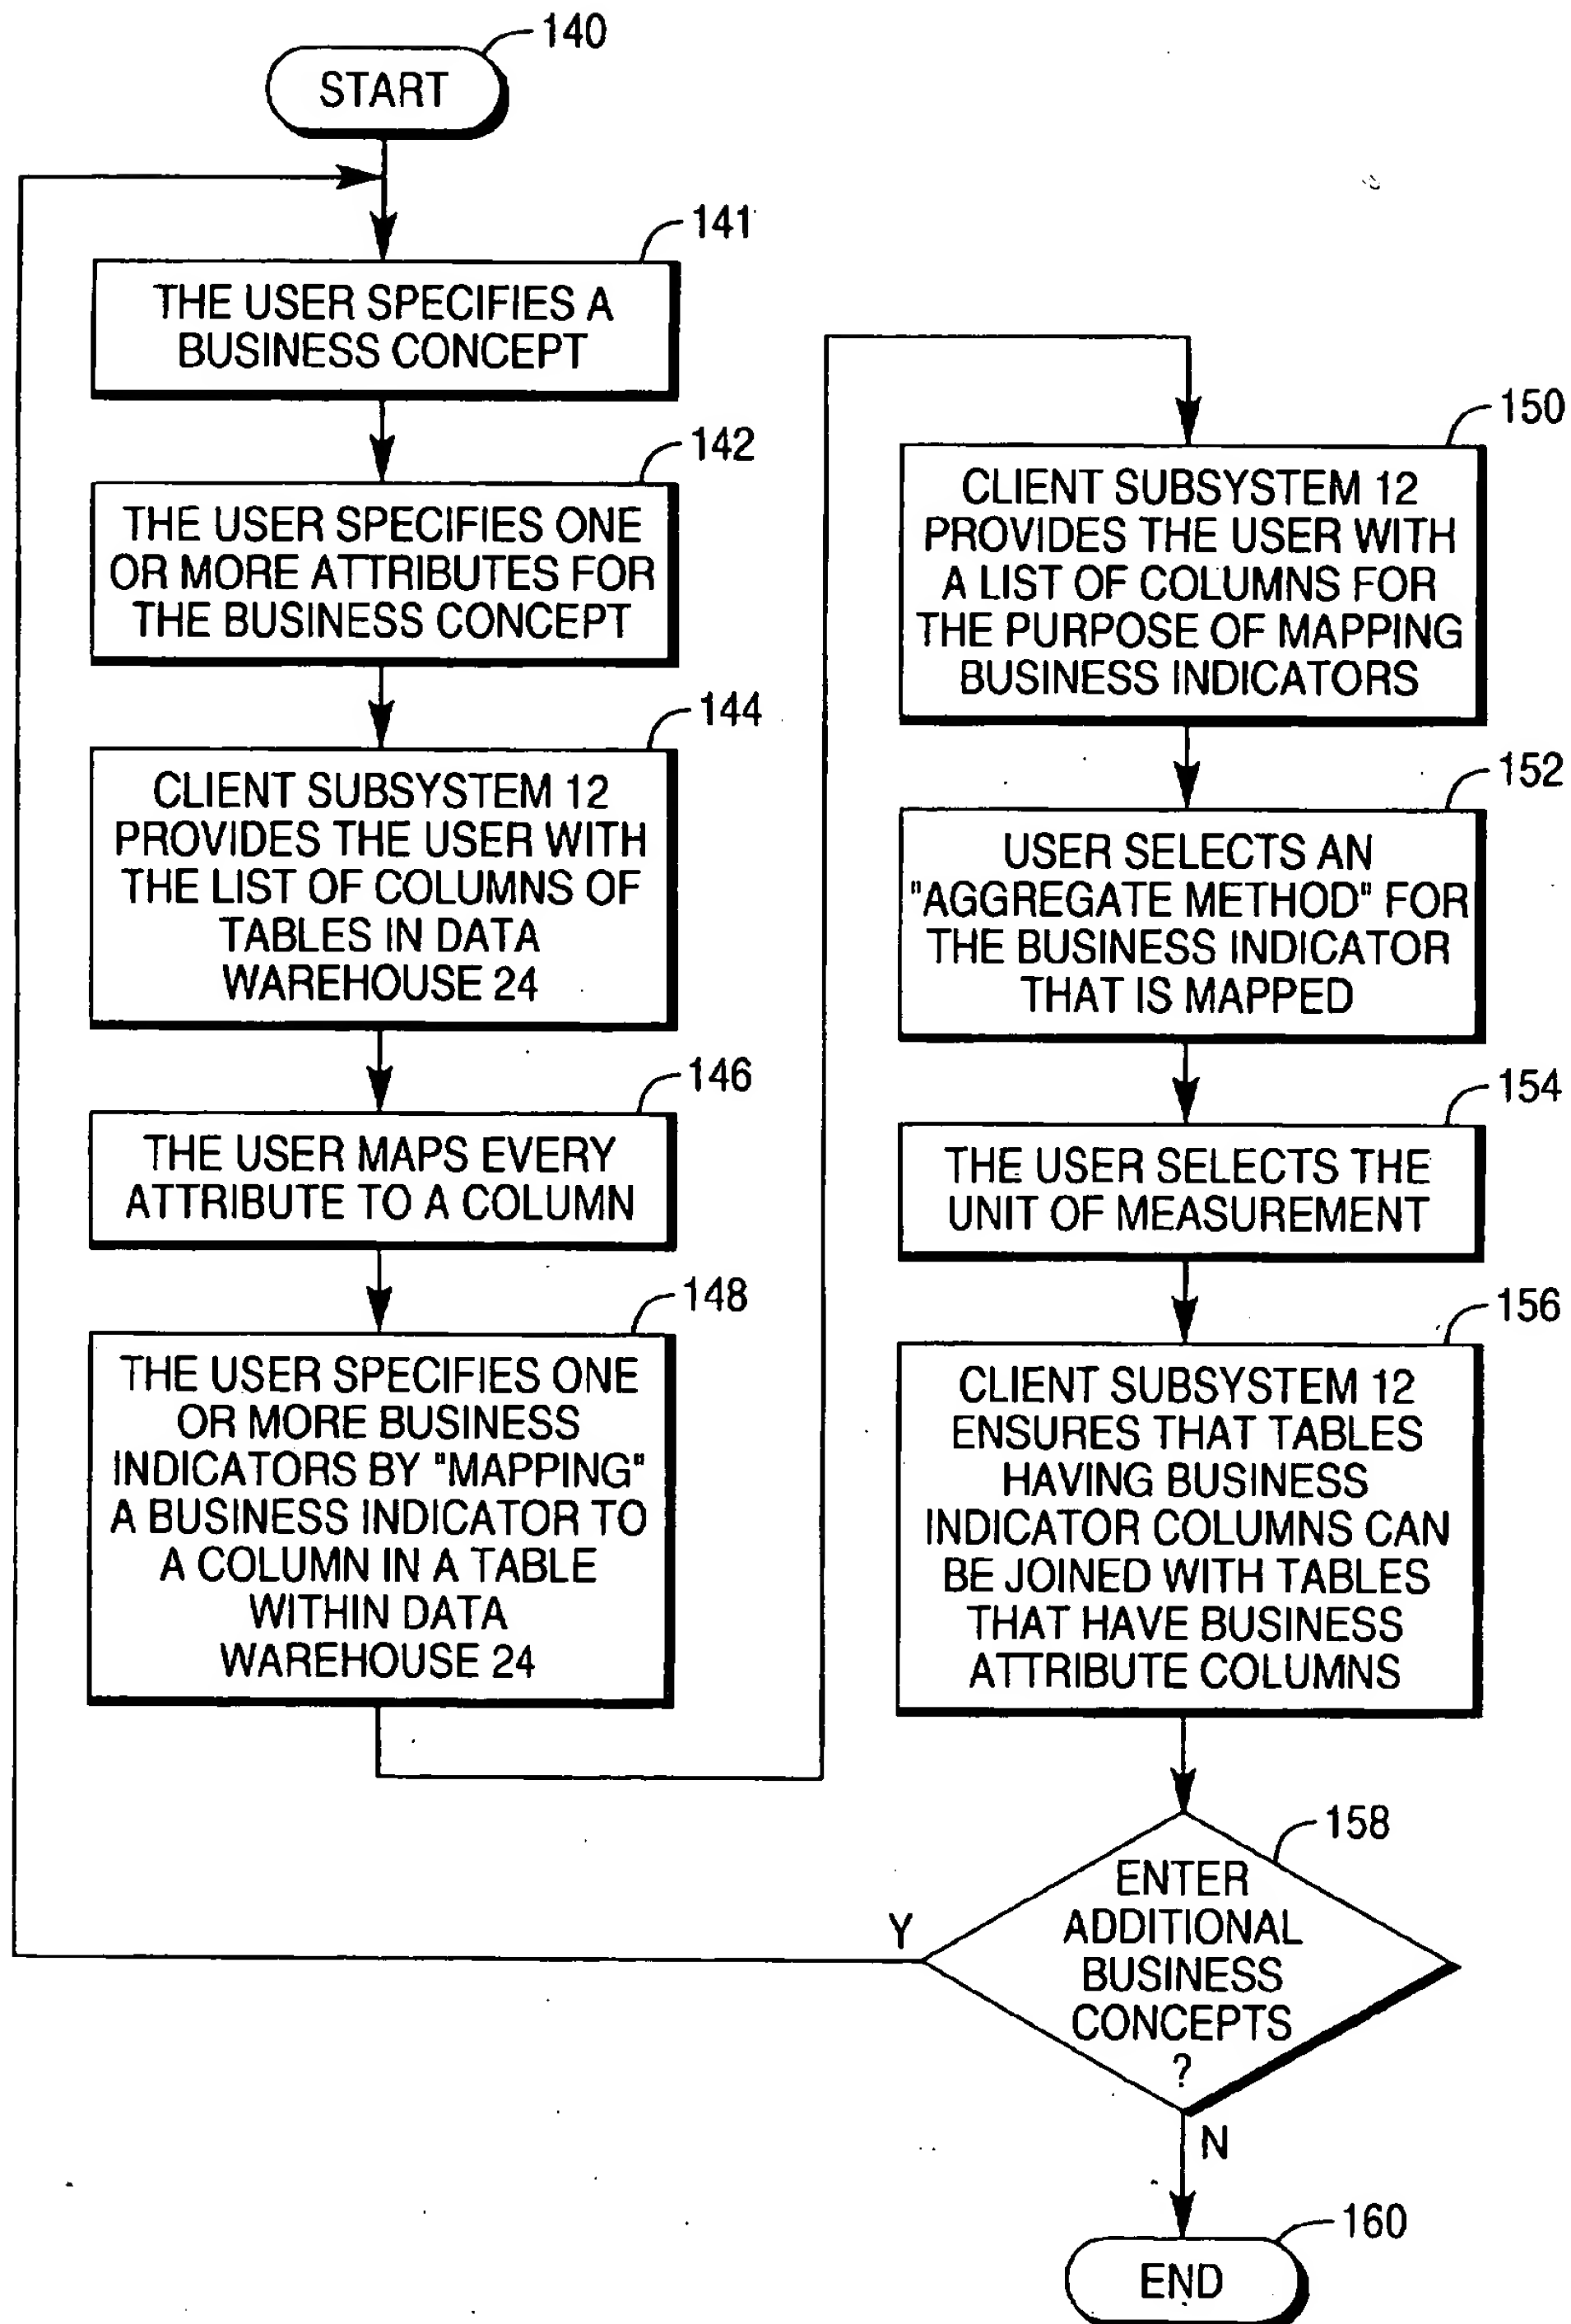 140
START
141
THE USER SPECIFIES A
BUSINESS CONCEPT
142
THE USER SPECIFIES ONE
OR MORE ATTRIBUTES FOR
THE BUSINESS CONCEPT
144
CLIENT SUBSYSTEM 12
PROVIDES THE USER WITH
THE LIST OF COLUMNS OF
TABLES IN DATA
WAREHOUSE 24
146
THE USER MAPS EVERY
ATTRIBUTE TO A COLUMN
148
THE USER SPECIFIES ONE
OR MORE BUSINESS
INDICATORS BY "MAPPING"
A BUSINESS INDICATOR TO
A COLUMN IN A TABLE
WITHIN DATA
WAREHOUSE 24
150
CLIENT SUBSYSTEM 12
PROVIDES THE USER WITH
A LIST OF COLUMNS FOR
THE PURPOSE OF MAPPING
BUSINESS INDICATORS
152
USER SELECTS AN
"AGGREGATE METHOD" FOR
THE BUSINESS INDICATOR
THAT IS MAPPED
154
THE USER SELECTS THE
UNIT OF MEASUREMENT
156
CLIENT SUBSYSTEM 12
ENSURES THAT TABLES
HAVING BUSINESS
INDICATOR COLUMNS CAN
BE JOINED WITH TABLES
THAT HAVE BUSINESS
ATTRIBUTE COLUMNS
158
ENTER
ADDITIONAL
BUSINESS
CONCEPTS
?
Y
N
160
END